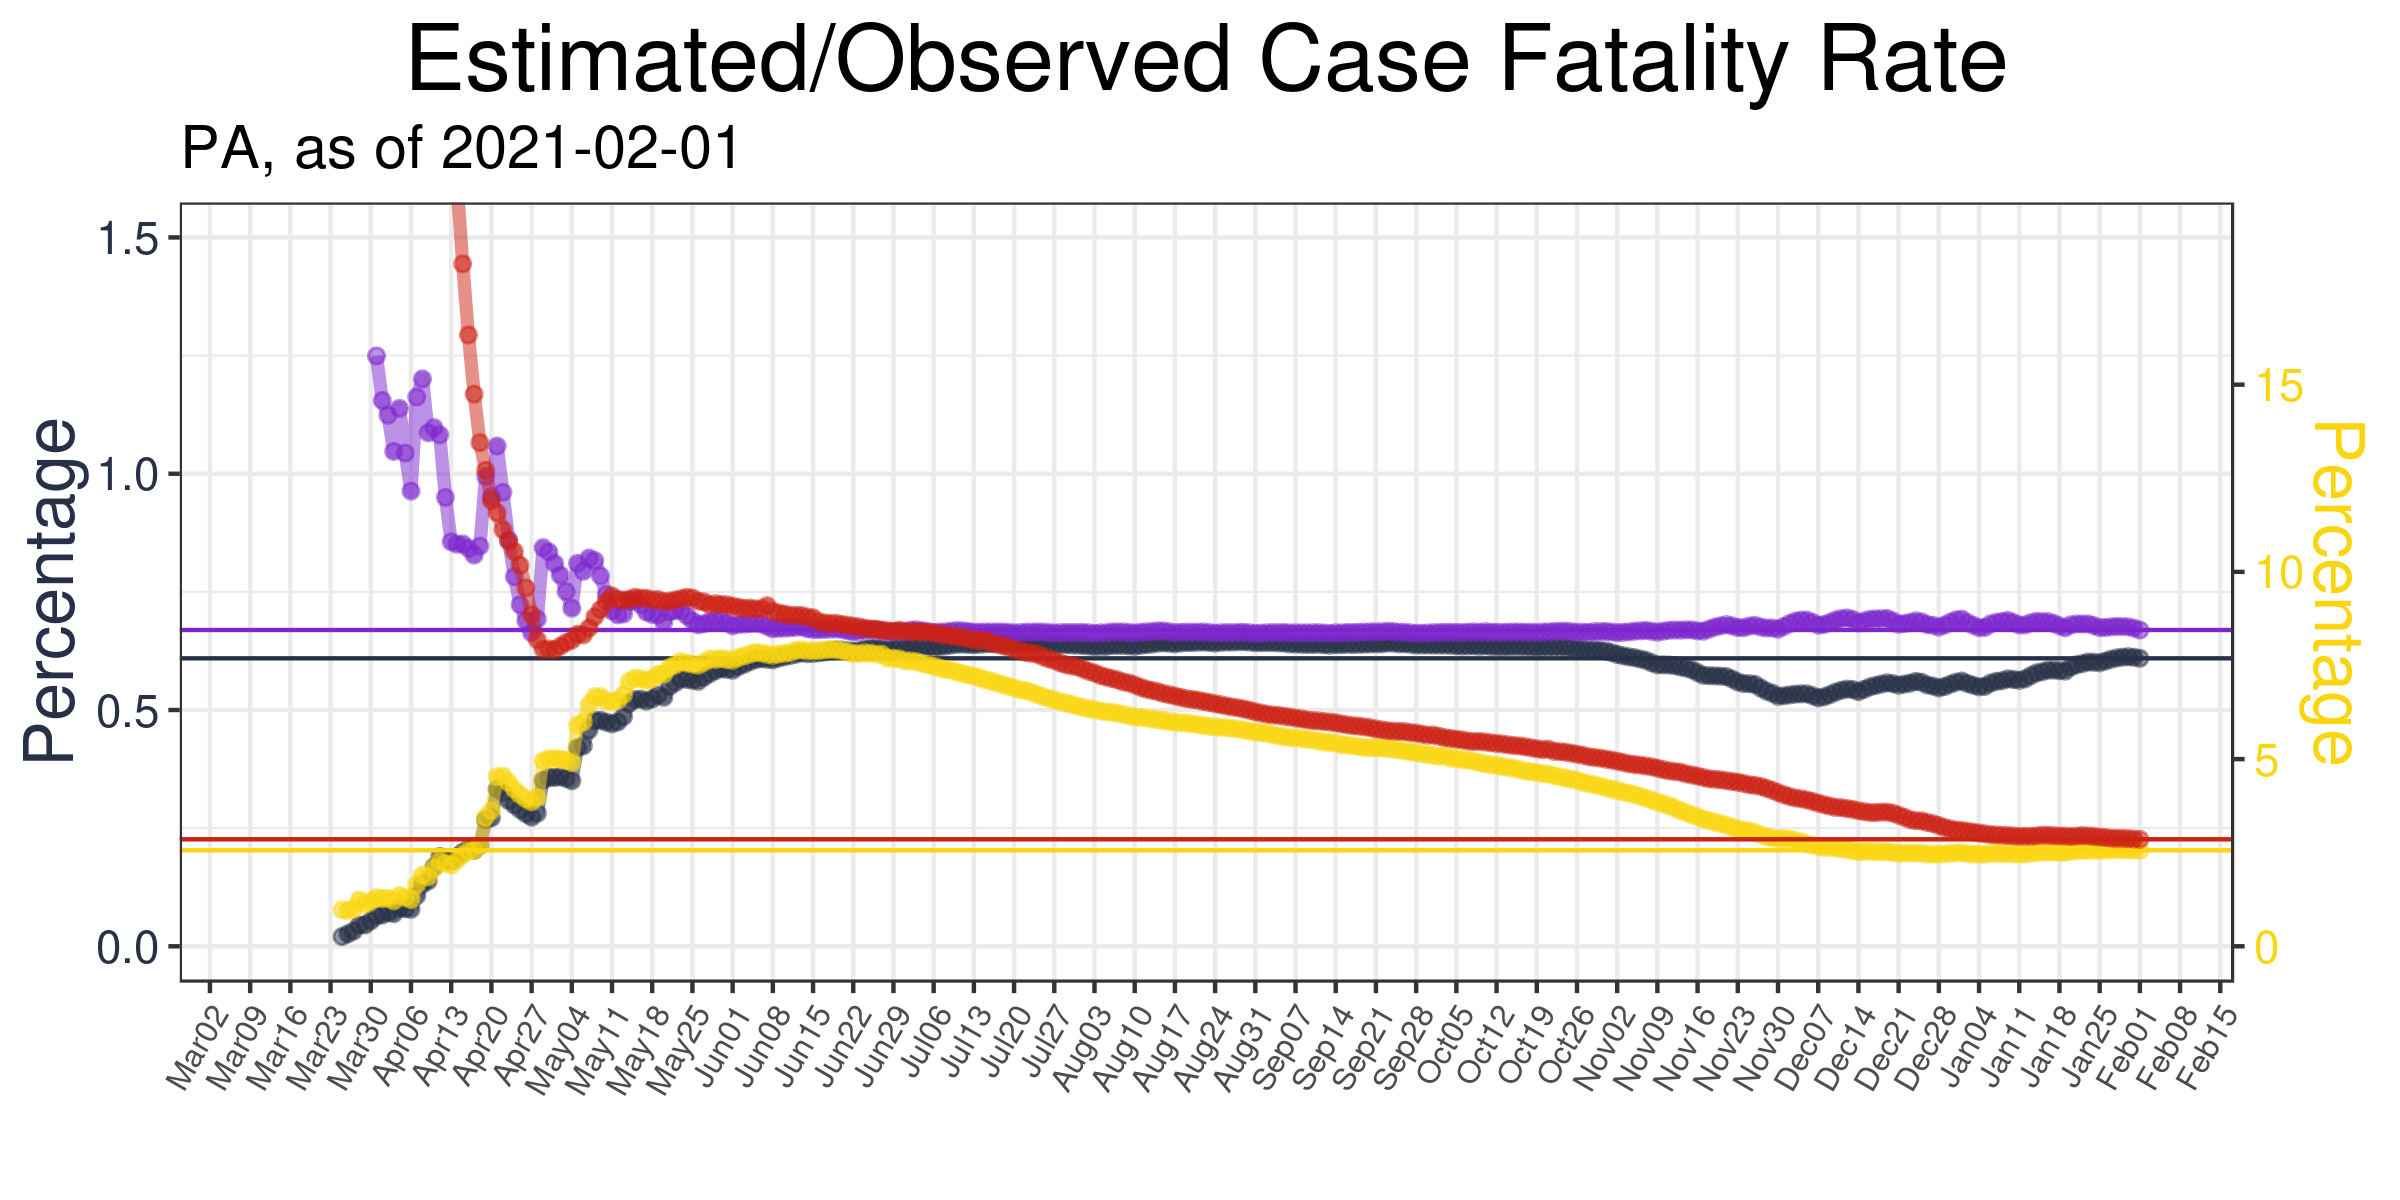 Estimated/Observed Case Fatality Rate
PA, as of 2021-02-01
Percentage
1.5
1.0
0.5
0.0
15
10
5
0
Percentage
Mar02
Mar09
Mar16
Mar23
Mar30
Apr06
Apr13
Apr20
Apr27
May04
May11
May18
May25
Jun01
Jun08
Jun15
Jun22
Jun29
Jul06
Jul13
Jul20
Jul27
Aug03
Aug10
Aug17
Aug24
Aug31
Sep07
Sep14
Sep21
Sep28
Oct05
Oct12
Oct19
Oct26
Nov02
Nov09
Nov16
Nov23
Nov30
Dec07
Dec14
Dec21
Dec28
Jan04
Jan11
Jan18
Jan25
Feb01
Feb08
Feb15